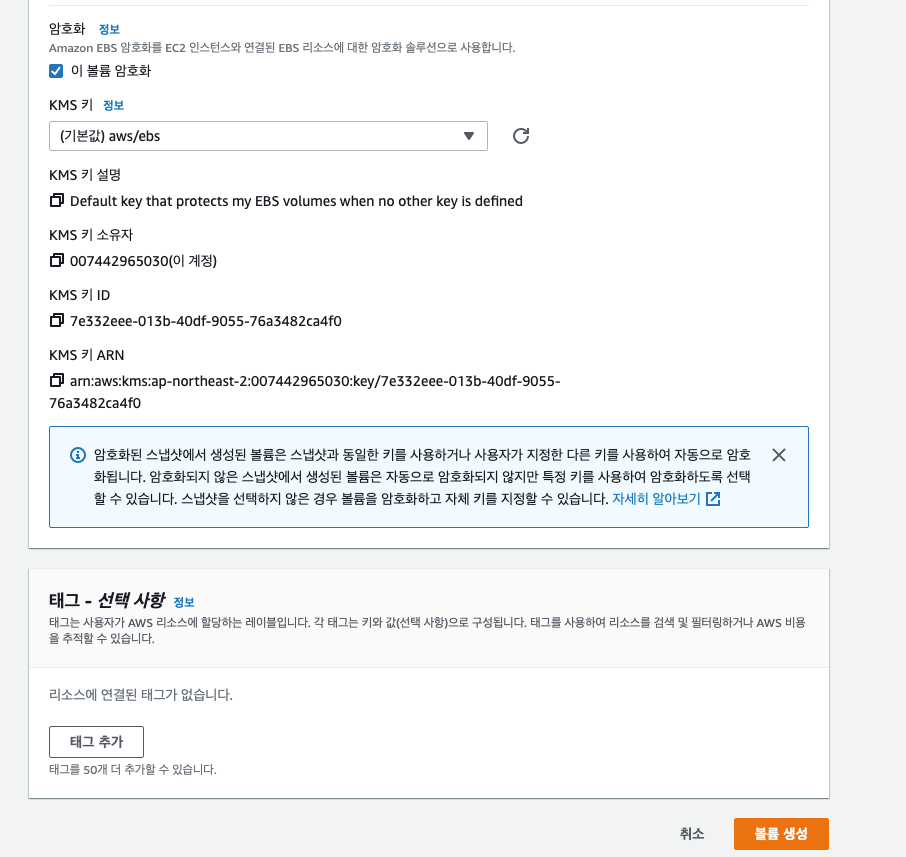 암호화 정보
Amazon EBS 암호화를 EC2 인스턴스와 연결된 EBS 리소스에 대한 암호화 솔루션으로 사용합니다.
이 볼륨 암호화
KMS 키 정보
(기본값) aws/ebs
KMS 키 설명
Default key that protects my EBS volumes when no other key is defined
KMS 키 소유자
007442965030(이 계정)
KMS 키 ID
7e332eee-013b-40df-9055-76a3482ca4f0
KMS 키 ARN
arn:aws:kms:ap-northeast-2:007442965030:key/7e332eee-013b-40df-9055-
76a3482ca4f0
암호화된 스냅샷에서 생성된 볼륨은 스냅샷과 동일한 키를 사용하거나 사용자가 지정한 다른 키를 사용하여 자동으로 암호
화됩니다. 암호화되지 않은 스냅샷에서 생성된 볼륨은 자동으로 암호화되지 않지만 특정 키를 사용하여 암호화하도록 선택
할 수 있습니다. 스냅샷을 선택하지 않은 경우 볼륨을 암호화하고 자체 키를 지정할 수 있습니다. 자세히 알아보기
태그 - 선택 사항 정보
태그는 사용자가 AWS 리소스에 할당하는 레이블입니다. 각 태그는 키와 값(선택 사항)으로 구성됩니다. 태그를 사용하여 리소스를 검색 및 필터링하거나 AWS 비용
을 추적할 수 있습니다.
리소스에 연결된 태그가 없습니다.
태그 추가
태그를 50개 더 추가할 수 있습니다.
취소 볼륨 생성